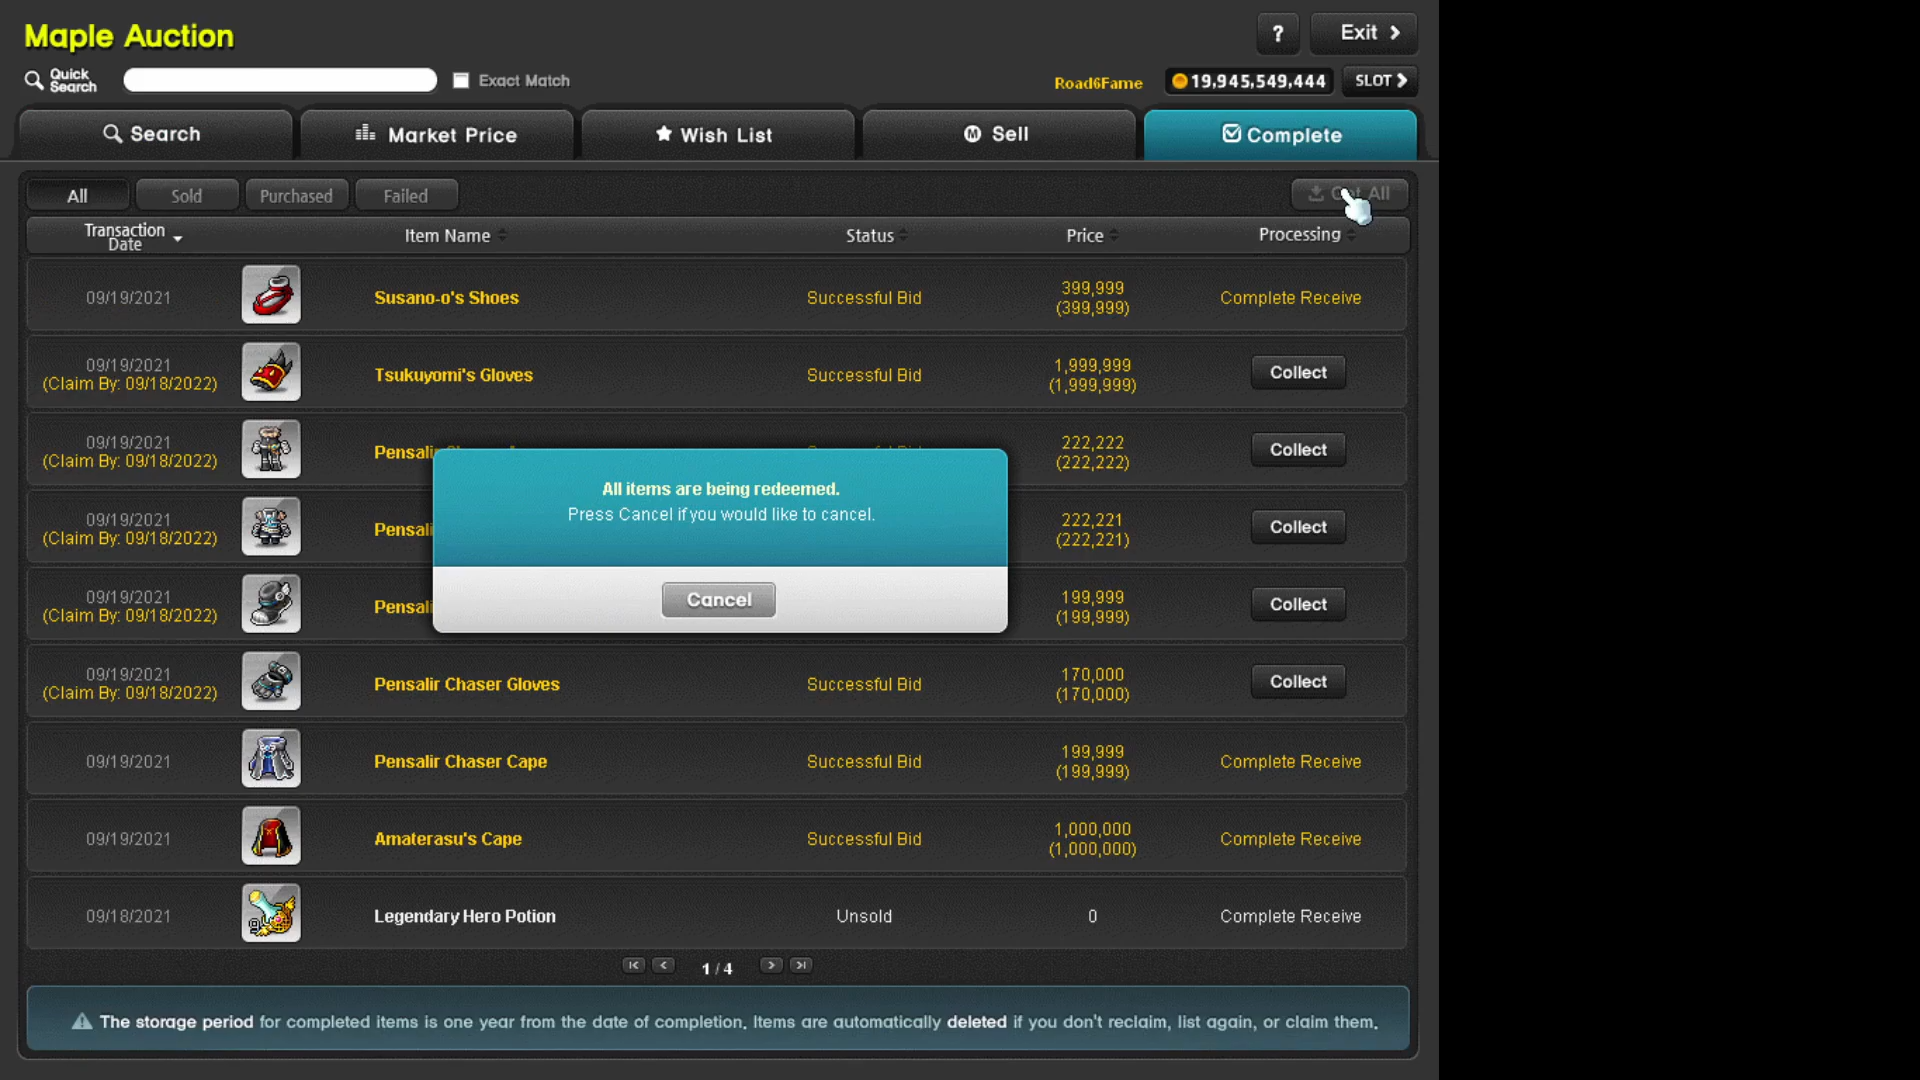 Maple Auction
?
Exit
Quick Search
Exact Match
Road6Fame
19,945,549,444
SLOT
Search
Market Price
Wish List
Sell
Complete
All
Sold
Purchased
Failed
All
Transaction Date
Item Name
Status
Price
Processing
09/19/2021
Susano-o's Shoes
Successful Bid
399,999
(399,999)
Complete Receive
09/19/2021
(Claim By: 09/18/2022)
Tsukuyomi's Gloves
Successful Bid
1,999,999
(1,999,999)
Collect
09/19/2021
(Claim By: 09/18/2022)
222,222
(222,222)
Collect
09/19/2021
(Claim By: 09/18/2022)
222,221
(222,221)
Collect
09/19/2021
(Claim By: 09/18/2022)
199,999
(199,999)
Collect
All items are being redeemed.
Press Cancel if you would like to cancel.
Cancel
09/19/2021
(Claim By: 09/18/2022)
Pensalir Chaser Gloves
Successful Bid
170,000
(170,000)
Collect
09/19/2021
Pensalir Chaser Cape
Successful Bid
199,999
(199,999)
Complete Receive
09/19/2021
Amaterasu's Cape
Successful Bid
1,000,000
(1,000,000)
Complete Receive
09/18/2021
Legendary Hero Potion
Unsold
0
Complete Receive
1 / 4
The storage period for completed items is one year from the date of completion. Items are automatically deleted if you don't reclaim, list again, or claim them.